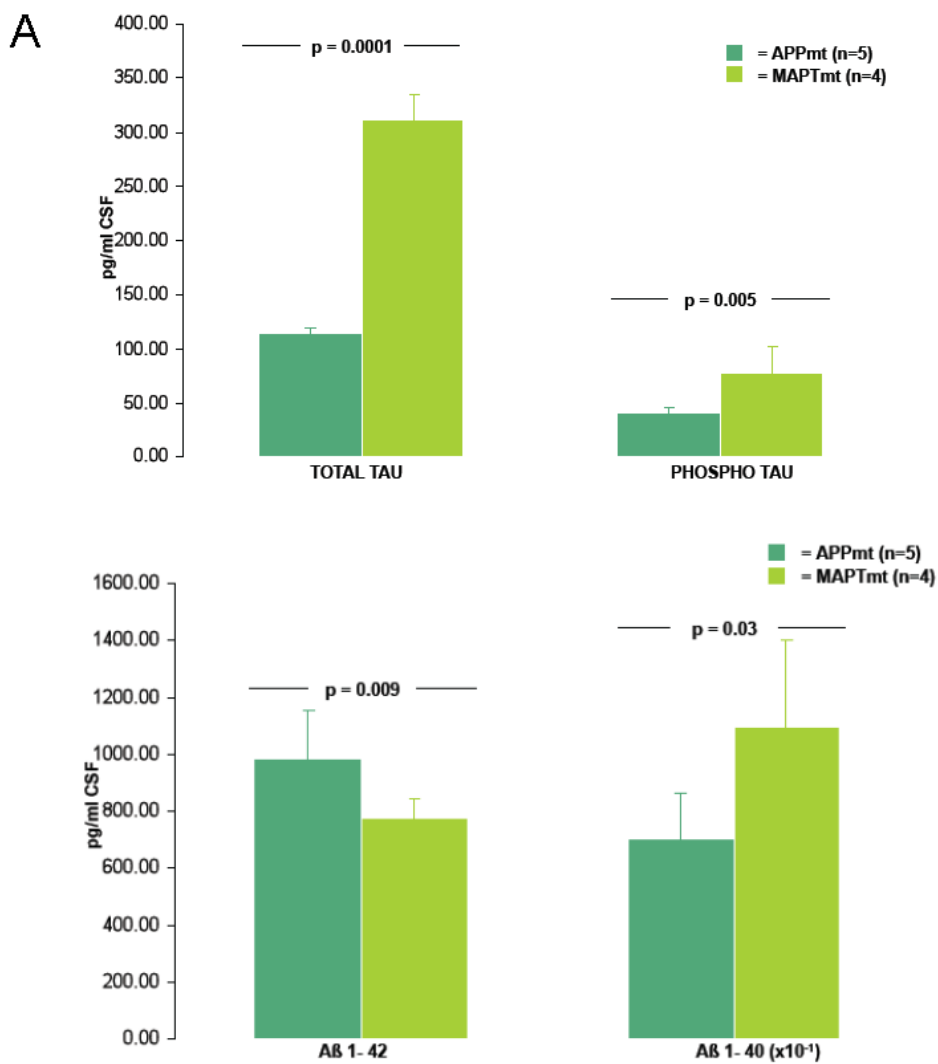 A
400.00
350.00
300.00
250.00
200.00
150.00
100.00
50.00
0.00
pg/ml CSF
p = 0.0001
p = 0.005
= APPmt (n=5)
= MAPTmt (n=4)
TOTAL TAU
PHOSPHO TAU
1600.00
1400.00
1200.00
1000.00
800.00
600.00
400.00
200.00
0.00
pg/ml CSF
= APPmt (n=5)
= MAPTmt (n=4)
p = 0.009
p = 0.03
Aß 1- 42
Aß 1- 40 (x10⁻¹)